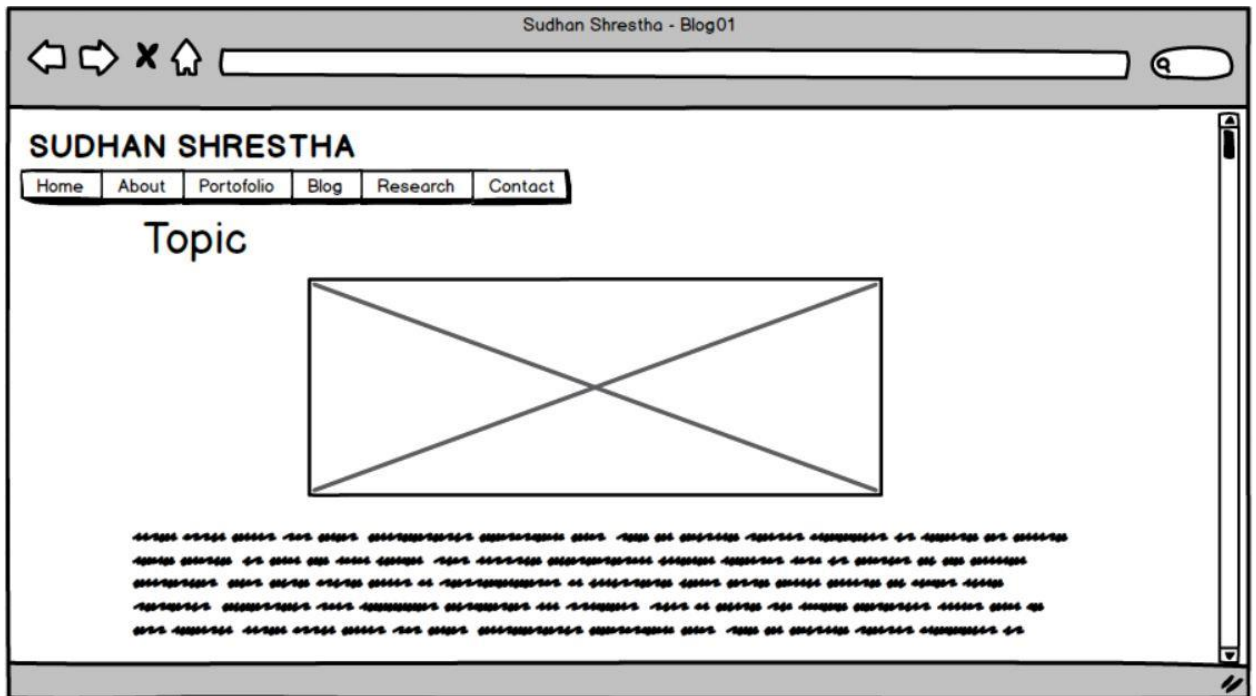 Sudhan Shrestha - Blog01
SUDHAN SHRESTHA
Home About Portofolio Blog Research Contact
Topic